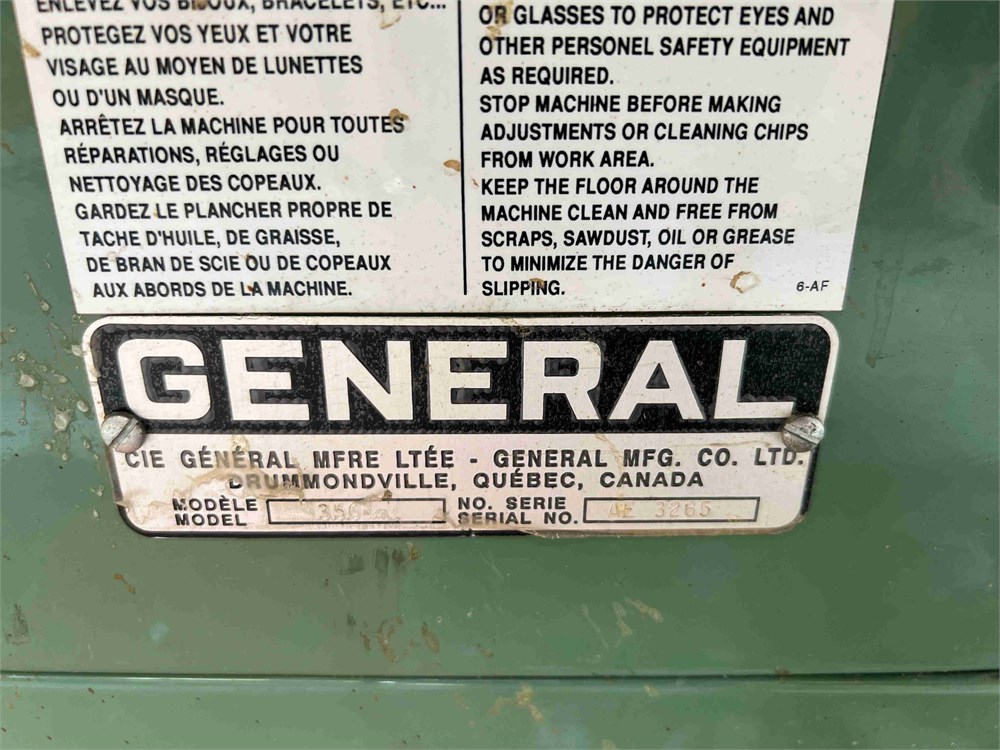 ENLEVEZ VOS BIJOUX, BRACELETS, ETC...
PROTEGEZ VOS YEUX ET VOTRE
VISAGE AU MOYEN DE LUNETTES
OU D'UN MASQUE.
ARRÊTEZ LA MACHINE POUR TOUTES
RÉPARATIONS, RÉGLAGES OU
NETTOYAGE DES COPEAUX.
GARDEZ LE PLANCHER PROPRE DE
TACHE D'HUILE, DE GRAISSE,
DE BRAN DE SCIE OU DE COPEAUX
AUX ABORDS DE LA MACHINE.
OR GLASSES TO PROTECT EYES AND
OTHER PERSONEL SAFETY EQUIPMENT
AS REQUIRED.
STOP MACHINE BEFORE MAKING
ADJUSTMENTS OR CLEANING CHIPS
FROM WORK AREA.
KEEP THE FLOOR AROUND THE
MACHINE CLEAN AND FREE FROM
SCRAPS, SAWDUST, OIL OR GREASE
TO MINIMIZE THE DANGER OF
SLIPPING.
6-AF
GENERAL
CIE GÉNÉRAL MFRE LTÉE - GENERAL MFG. CO. LTD.
DRUMMONDVILLE, QUÉBEC, CANADA
MODÈLE
MODEL
NO. SERIE
SERIAL NO. AE 3265